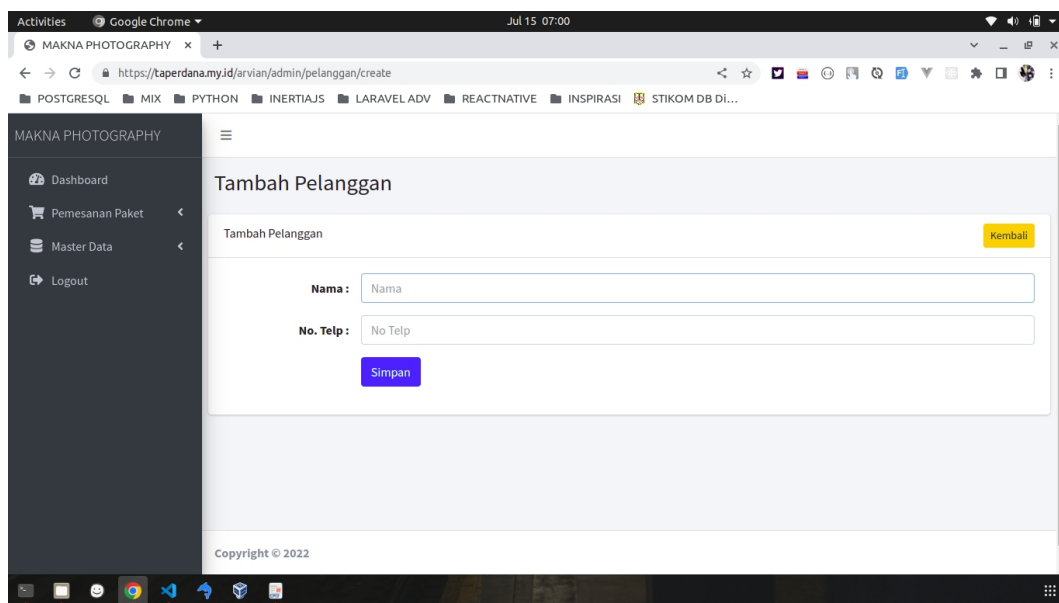 Activities Google Chrome Jul 15 07:00
MAKNA PHOTOGRAPHY
https://taperdana.my.id/arvian/admin/pelanggan/create
POSTGRESQL MIX PYTHON INERTIAJS LARAVEL ADV REACTNATIVE INSPIRASI STIKOM DB Di...
MAKNA PHOTOGRAPHY
Dashboard
Pemesanan Paket
Master Data
Logout
Tambah Pelanggan
Tambah Pelanggan Kembali
Nama : Nama
No. Telp : No Telp
Simpan
Copyright © 2022